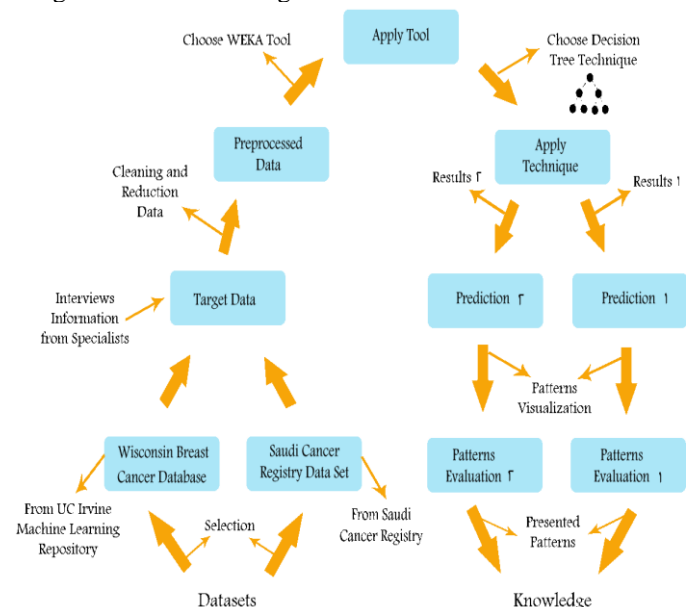 Apply Tool
Choose WEKA Tool
Choose Decision
Tree Technique
Preprocessed
Data
Apply
Technique
Cleaning and
Reduction
Data
Results ٢
Results ١
Interviews
Information
from Specialists
Target Data
Prediction ٢
Prediction ١
Patterns
Visualization
Wisconsin Breast
Cancer Database
Saudi Cancer
Registry Data Set
Patterns
Evaluation ٢
Patterns
Evaluation ١
From UC Irvine
Machine Learning
Repository
Selection
From Saudi
Cancer Registry
Presented
Patterns
Datasets
Knowledge